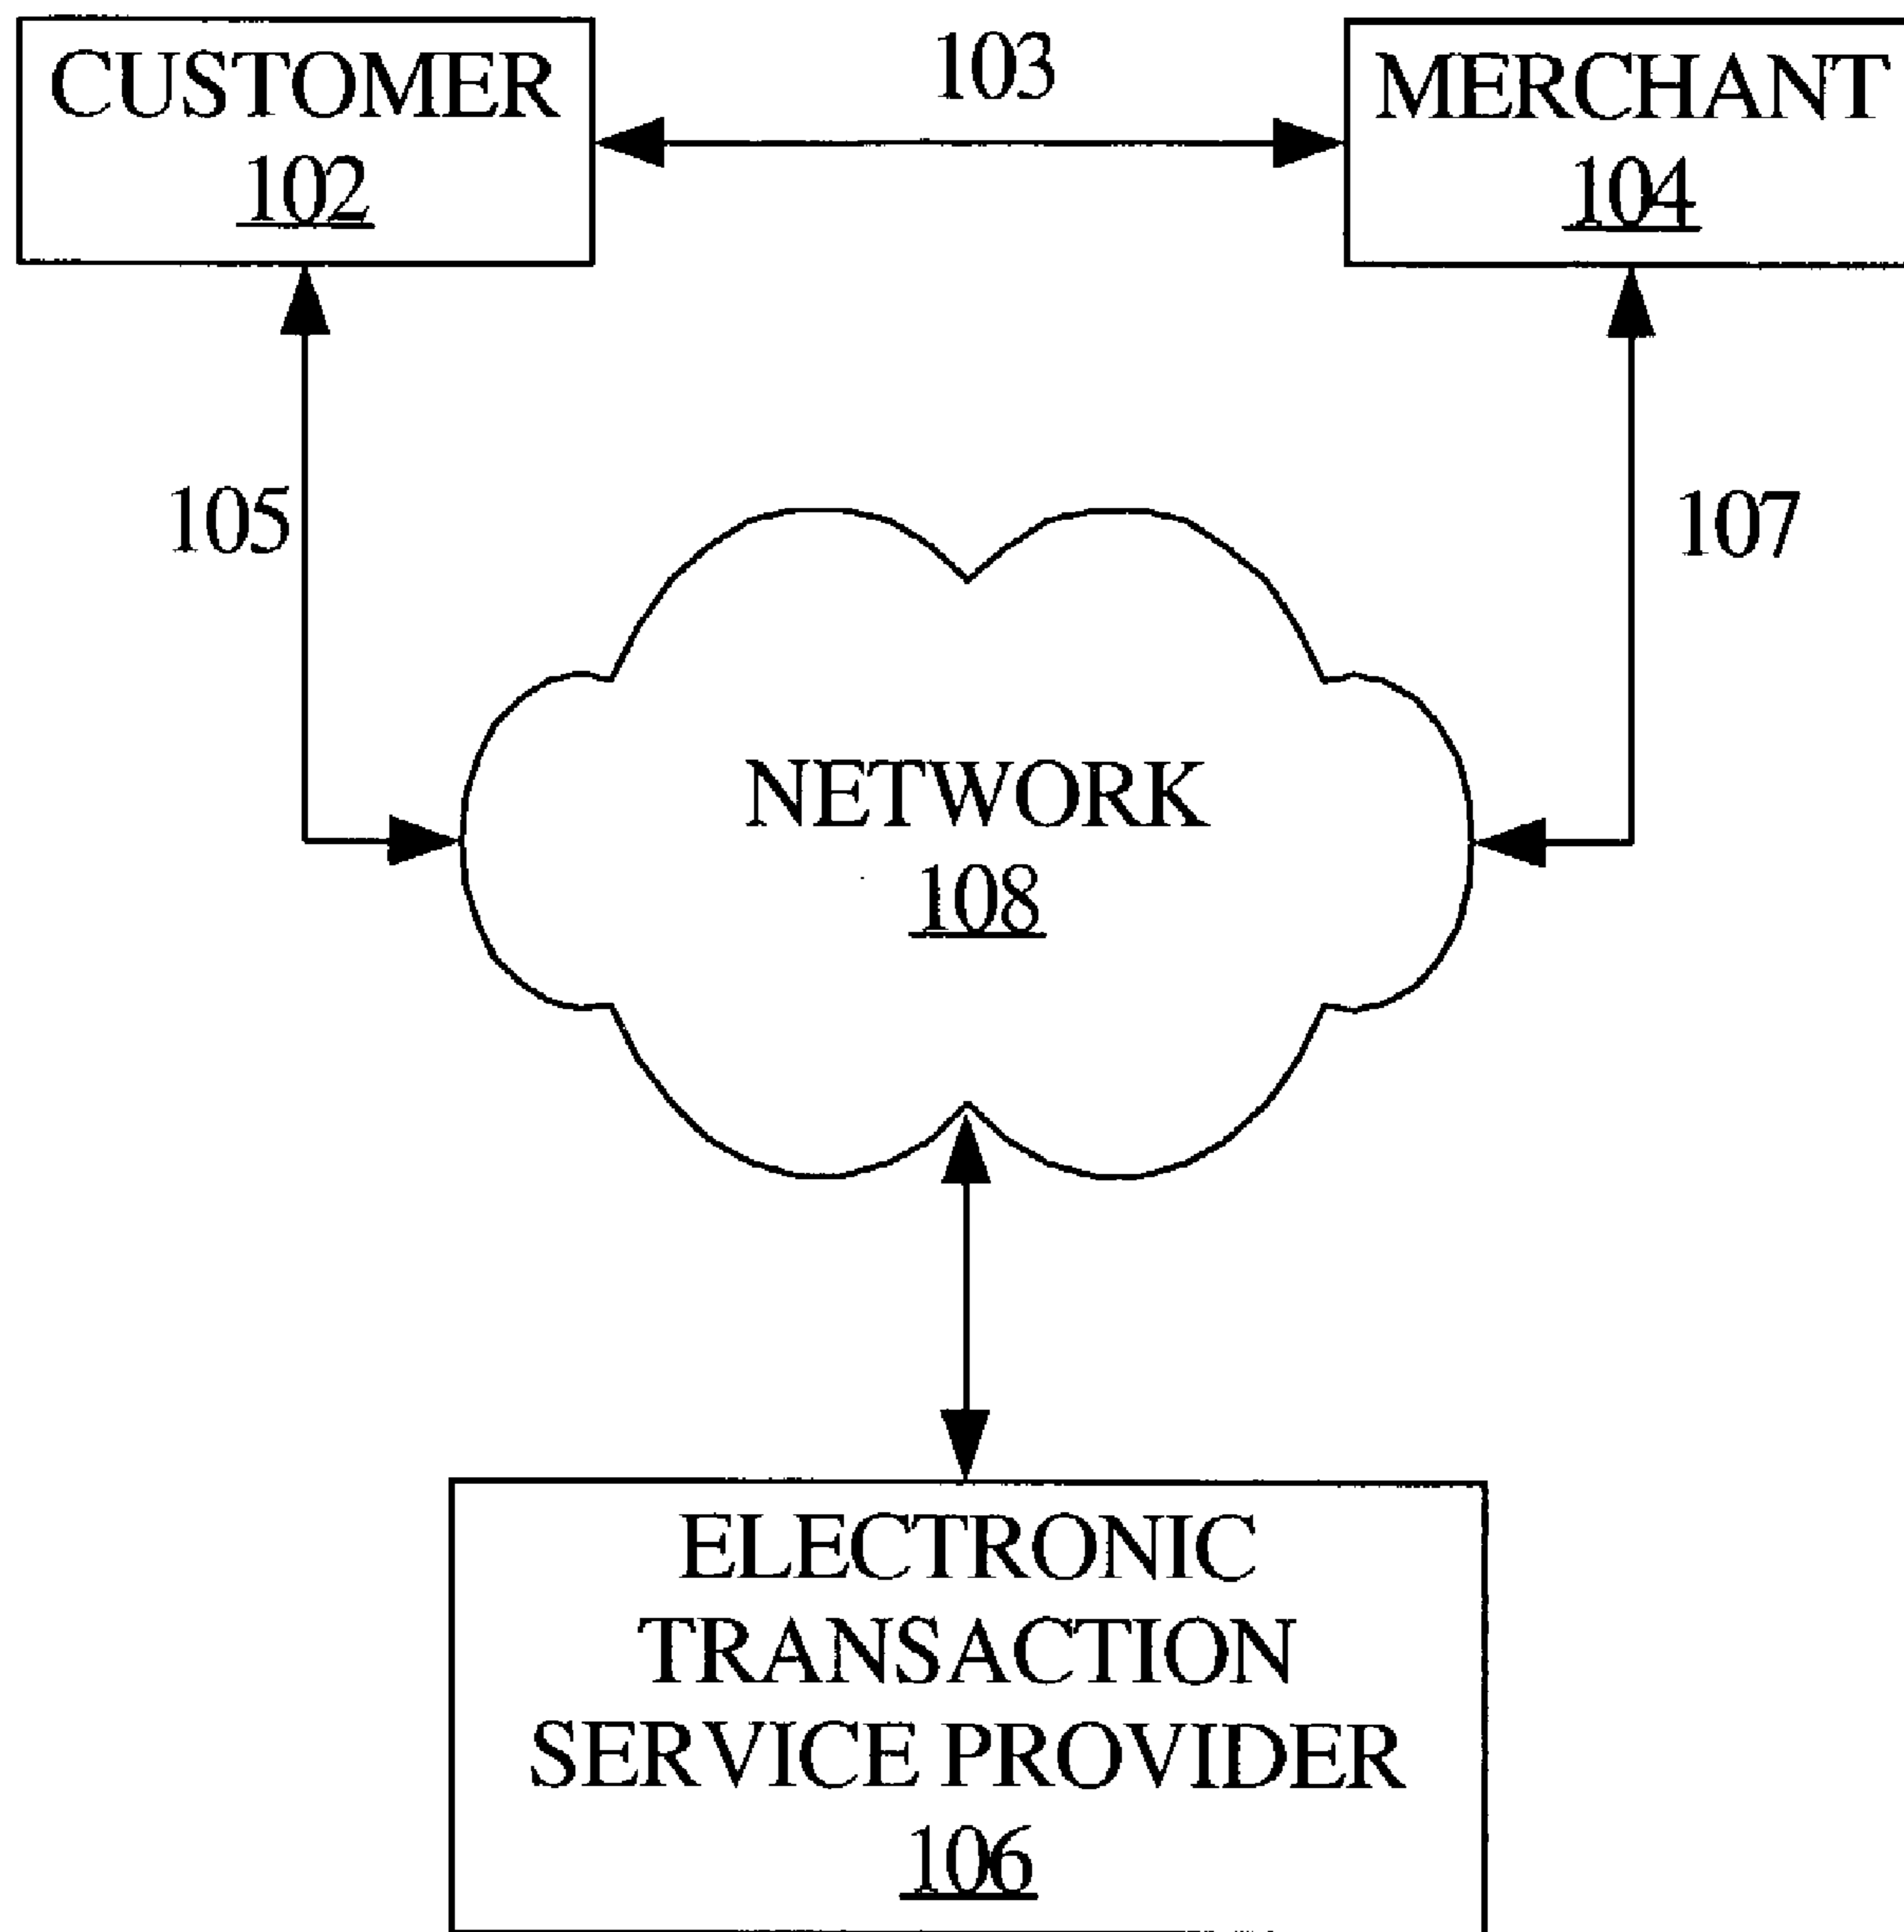 CUSTOMER
102
103
MERCHANT
104
105
107
NETWORK
108
ELECTRONIC
TRANSACTION
SERVICE PROVIDER
106